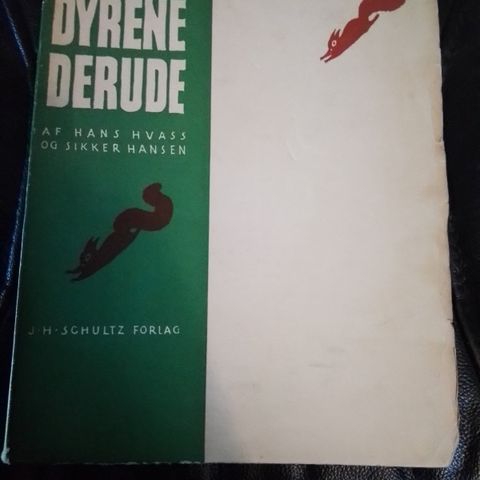 DYRENE
DERUDE
AF HANS HVASS
OG SIKKER HANSEN
J·H·SCHULTZ FORLAG